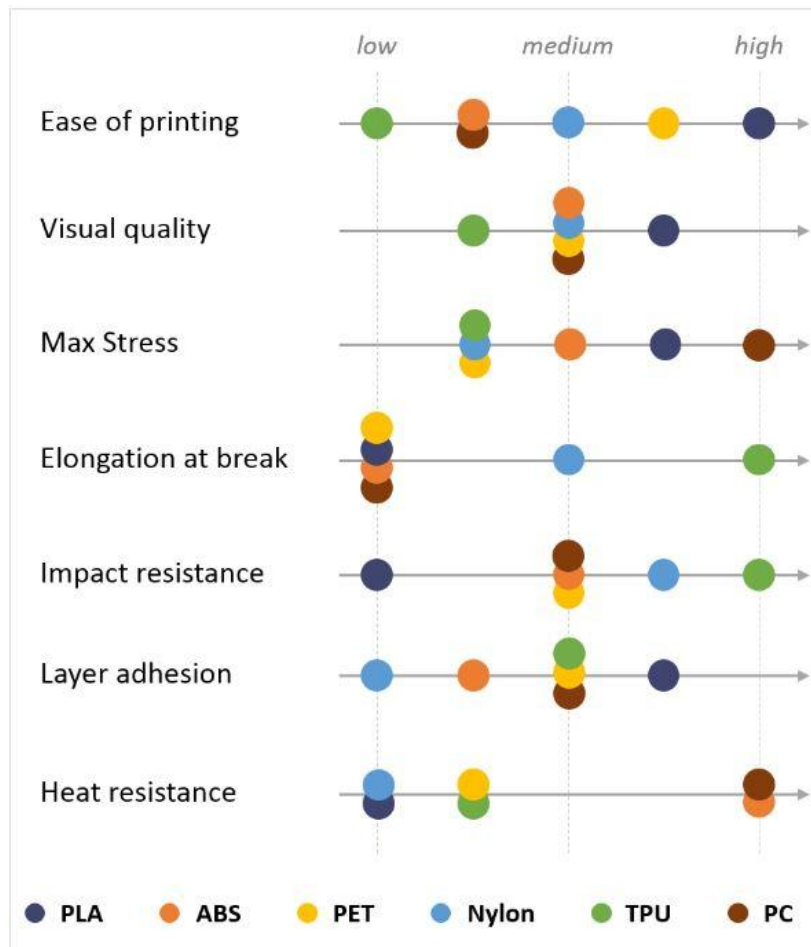 low medium high
Ease of printing
Visual quality
Max Stress
Elongation at break
Impact resistance
Layer adhesion
Heat resistance
PLA ABS PET Nylon TPU PC